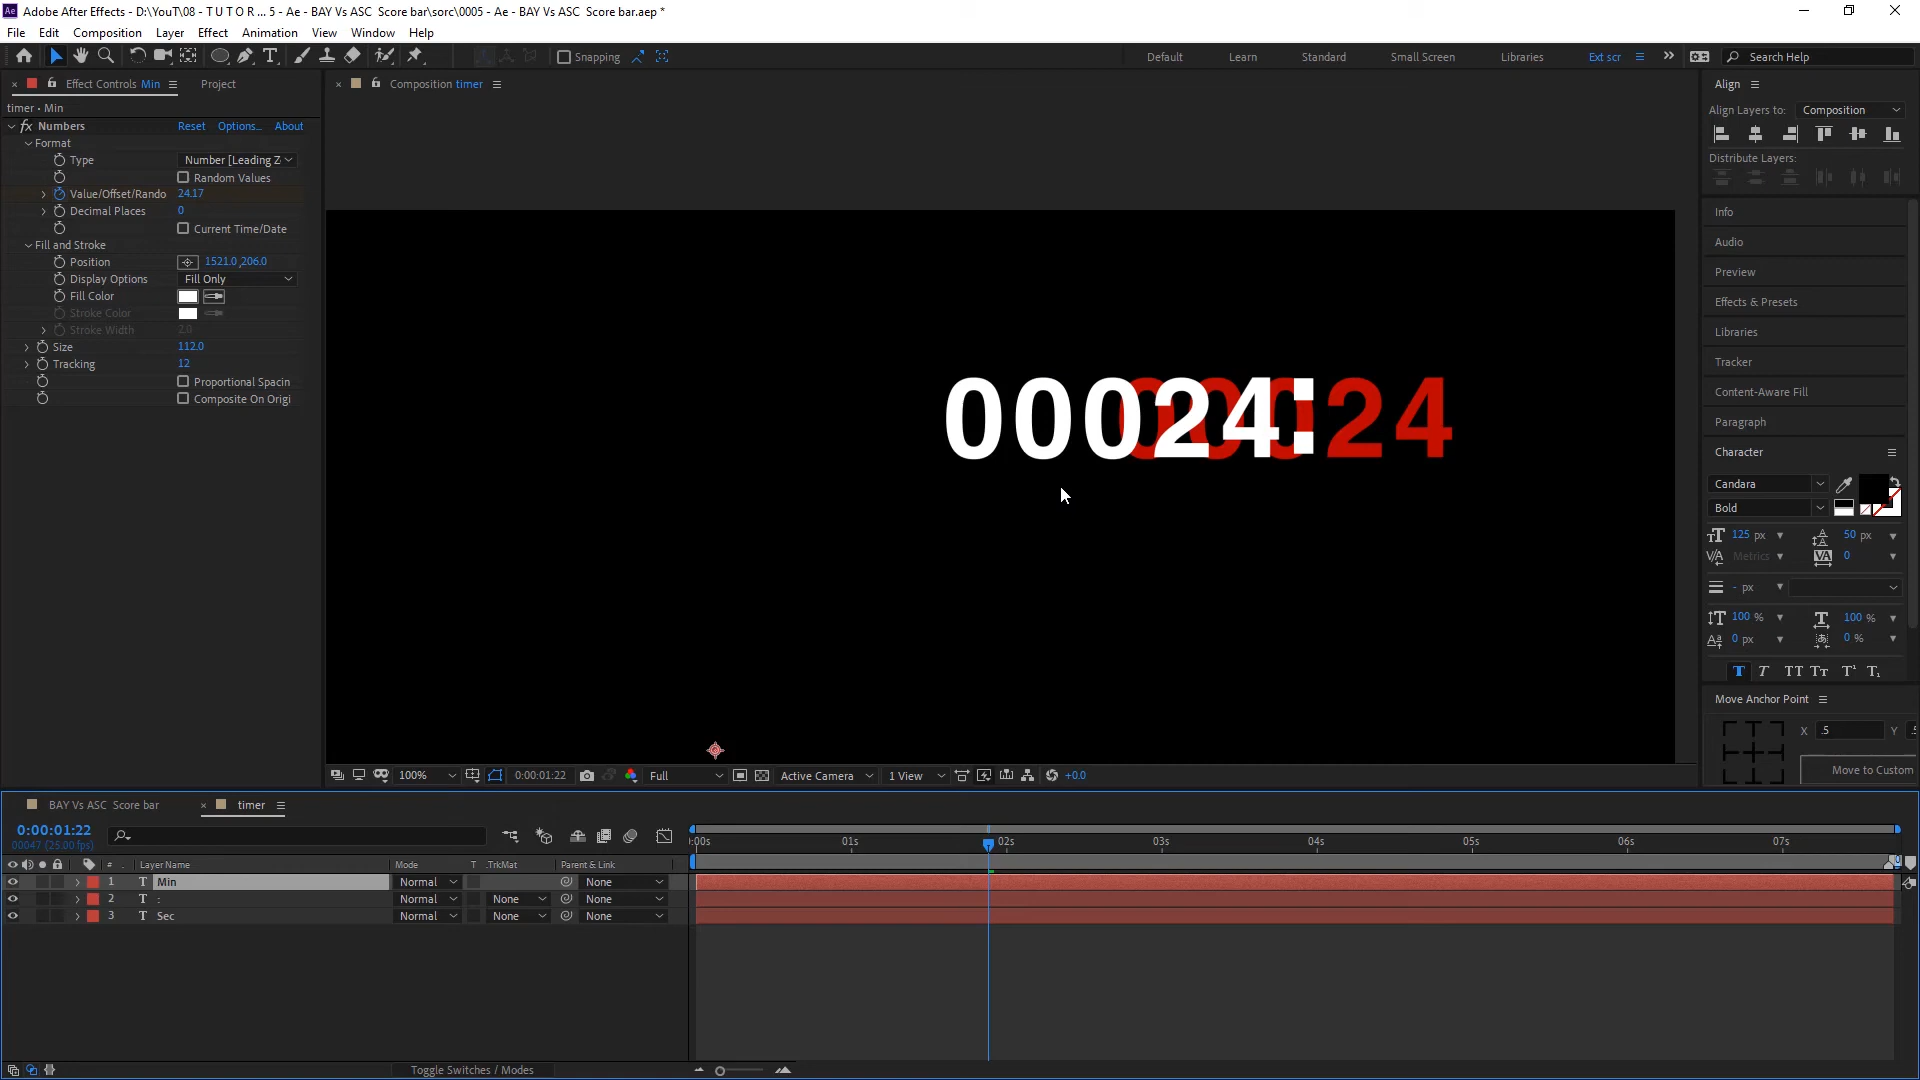 Adobe After Effects - D:\YouT\08 - T U T O R ... 5 - Ae - BAY Vs ASC  Score bar\sorc\0005 - Ae - BAY Vs ASC  Score bar.aep *
File Edit Composition Layer Effect Animation View Window Help
Snapping Default Learn Standard Small Screen Libraries Ext scr Search Help
Effect Controls Min Project
Composition timer
timer • Min
fx Numbers Reset Options... About
Format
Type Number [Leading Z
Random Values
Value/Offset/Rando 24.17
Decimal Places 0
Current Time/Date
Fill and Stroke
Position 1521.0,206.0
Display Options Fill Only
Fill Color
Stroke Color
Stroke Width 2.0
Size 112.0
Tracking 12
Proportional Spacin
Composite On Origi
00024:
00024
100% 0:00:01:22 Full Active Camera 1 View +0.0
Align
Align Layers to: Composition
Distribute Layers:
Info
Audio
Preview
Effects & Presets
Libraries
Tracker
Content-Aware Fill
Paragraph
Character
Candara
Bold
125 px 50 px
Metrics 0
- px
100 % 100 %
0 px 0 %
Move Anchor Point
X .5 Y
Move to Custom
BAY Vs ASC  Score bar timer
0:00:01:22
00047 (25.00 fps)
:00s 01s 02s 03s 04s 05s 06s 07s
# Layer Name Mode T .TrkMat Parent & Link
1 T Min Normal None
2 T : Normal None None
3 T Sec Normal None None
Toggle Switches / Modes